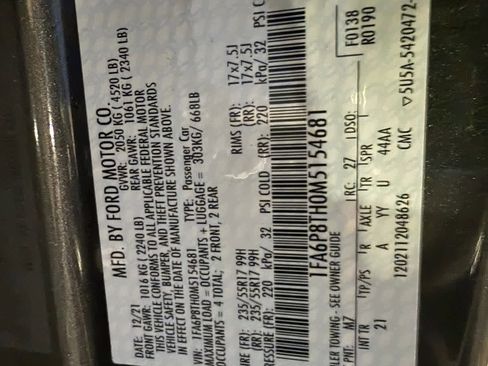 MFD. BY FORD MOTOR CO.
12/21 GVWR: 2050 KG (4520 LB)
FRONT GAWR: 1016 KG (2240 LB) REAR GAWR: 1061 KG (2340 LB)
THIS VEHICLE CONFORMS TO ALL APPLICABLE FEDERAL MOTOR
VEHICLE SAFETY, BUMPER, AND THEFT PREVENTION STANDARDS
IN EFFECT ON THE DATE OF MANUFACTURE SHOWN ABOVE.
VIN: 1FA6P8TH0M5154681 TYPE: Passenger Car
MAXIMUM LOAD = OCCUPANTS + LUGGAGE = 303KG/ 668LB
OCCUPANTS = 4 TOTAL; 2 FRONT, 2 REAR
TIRES (FR): 235/55R17 99H RIMS (FR): 17x7.5J
(RR): 235/55R17 99H (RR): 17x7.5J
PRESSURE (FR): 220 kPa/ 32 PSI COLD (RR): 220 kPa/ 32 PSI C
1FA6P8TH0M5154681
ILER TOWING - SEE OWNER GUIDE
PNT: M7 RC: 27 DSO: F0138
R0190
INT TR TP/PS R AXLE TR SPR
21 A YY U 44AA
1202112048626 CMC ▽5U5A-5420472-